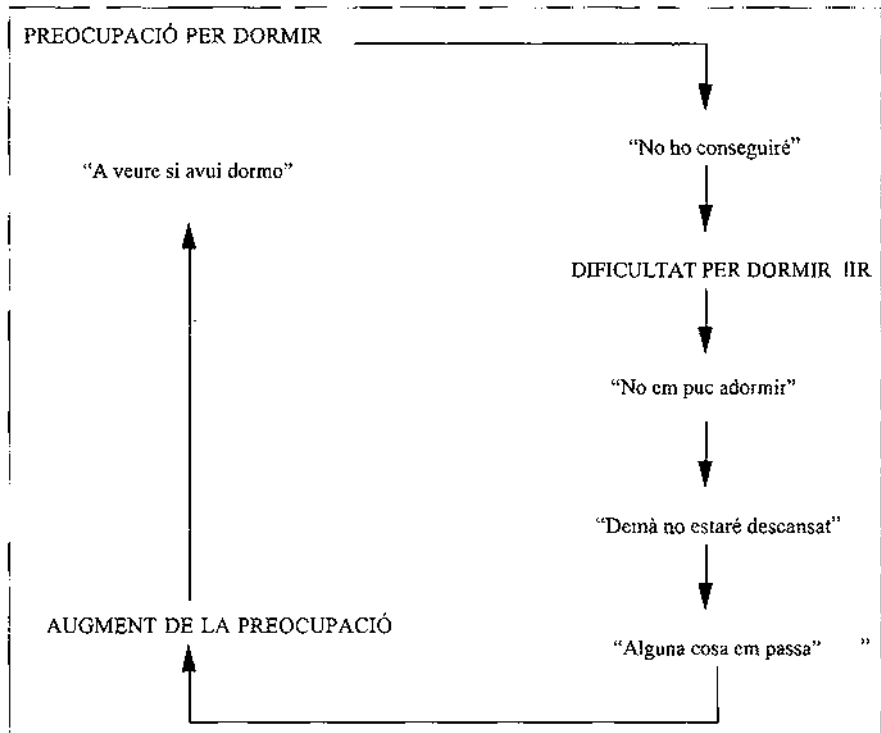 PREOCUPACIÓ PER DORMIR
“No ho conseguiré”
“A veure si avui dormo”
DIFICULTAT PER DORMIR IIR
“No em puc adormir”
“Demà no estaré descansat”
AUGMENT DE LA PREOCUPACIÓ
“Alguna cosa em passa” ”